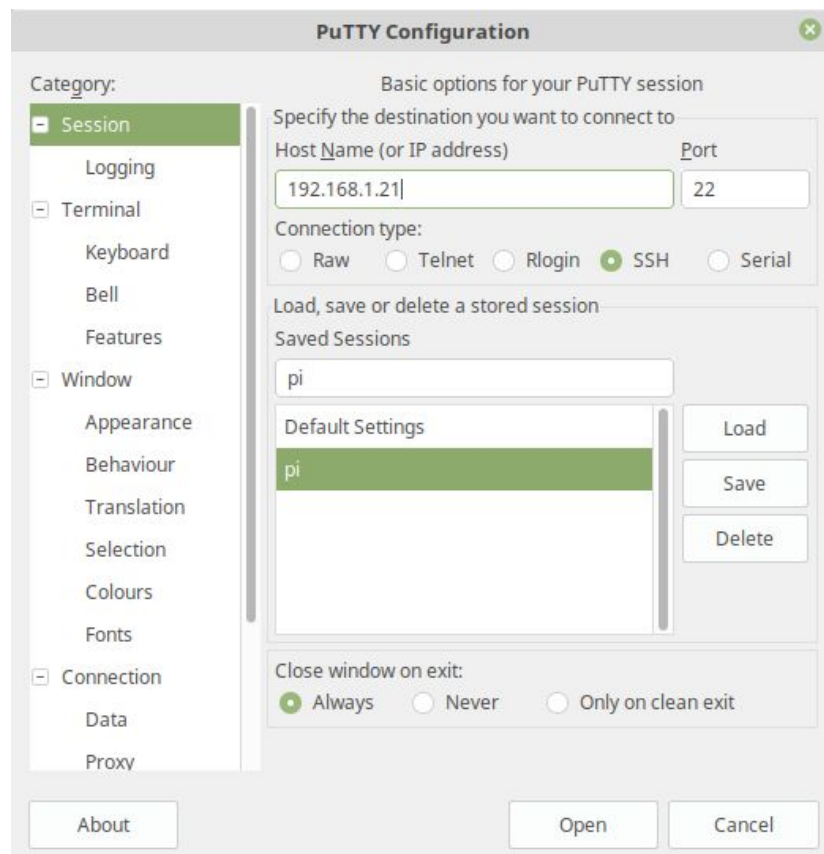 PuTTY Configuration
Category:
Session
Logging
Terminal
Keyboard
Bell
Features
Window
Appearance
Behaviour
Translation
Selection
Colours
Fonts
Connection
Data
Proxy
Basic options for your PuTTY session
Specify the destination you want to connect to
Host Name (or IP address) Port
192.168.1.21 22
Connection type:
Raw Telnet Rlogin SSH Serial
Load, save or delete a stored session
Saved Sessions
pi
Default Settings
pi
Load
Save
Delete
Close window on exit:
Always Never Only on clean exit
About Open Cancel